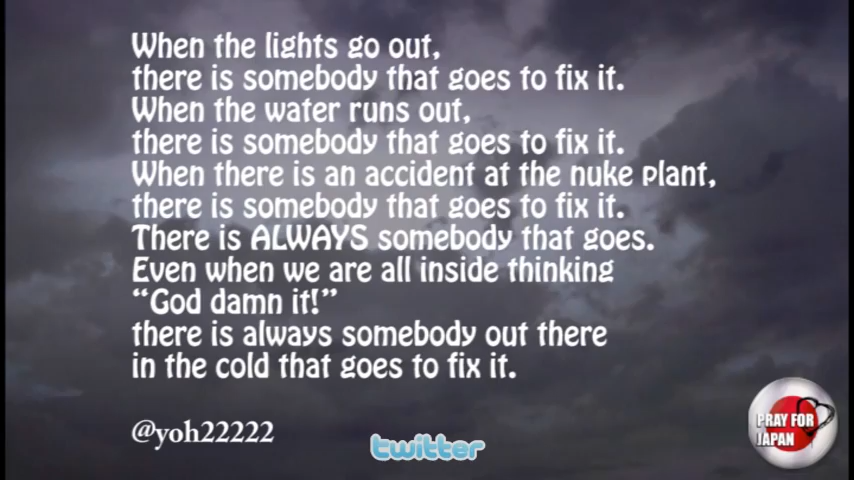 When the lights go out,
there is somebody that goes to fix it.
When the water runs out,
there is somebody that goes to fix it.
When there is an accident at the nuke plant,
there is somebody that goes to fix it.
There is ALWAYS somebody that goes.
Even when we are all inside thinking
“God damn it!”
there is always somebody out there
in the cold that goes to fix it.
@yoh22222
twitter
PRAY FOR
JAPAN